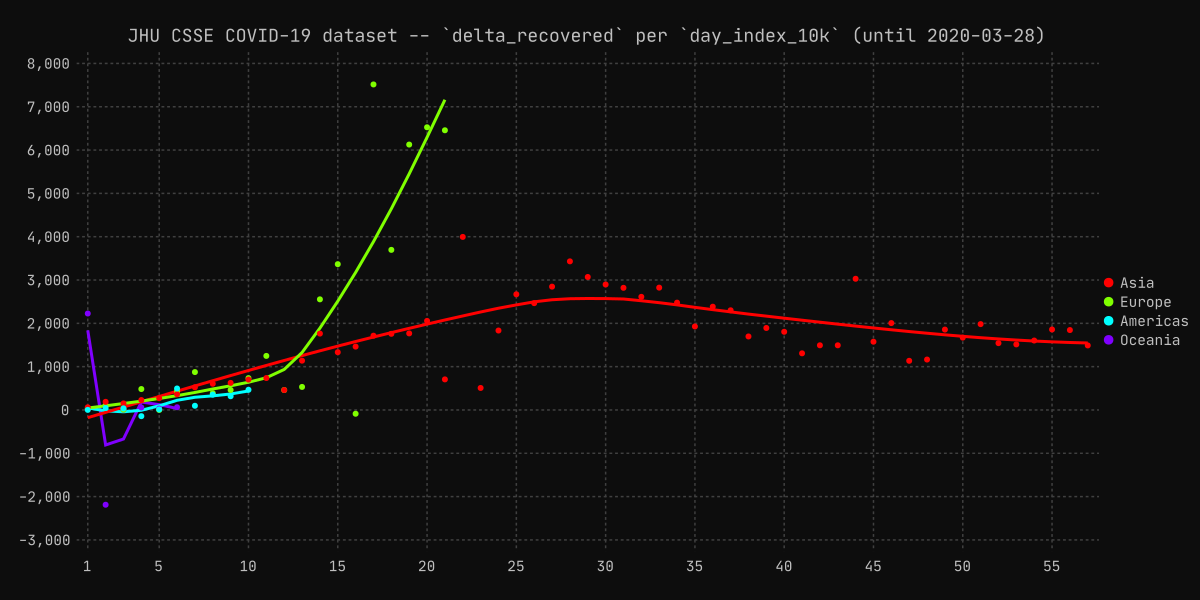 JHU CSSE COVID-19 dataset -- `delta_recovered` per `day_index_10k` (until 2020-03-28)
8,000
7,000
6,000
5,000
4,000
3,000
2,000
1,000
0
-1,000
-2,000
-3,000
1 5 10 15 20 25 30 35 40 45 50 55
Asia
Europe
Americas
Oceania